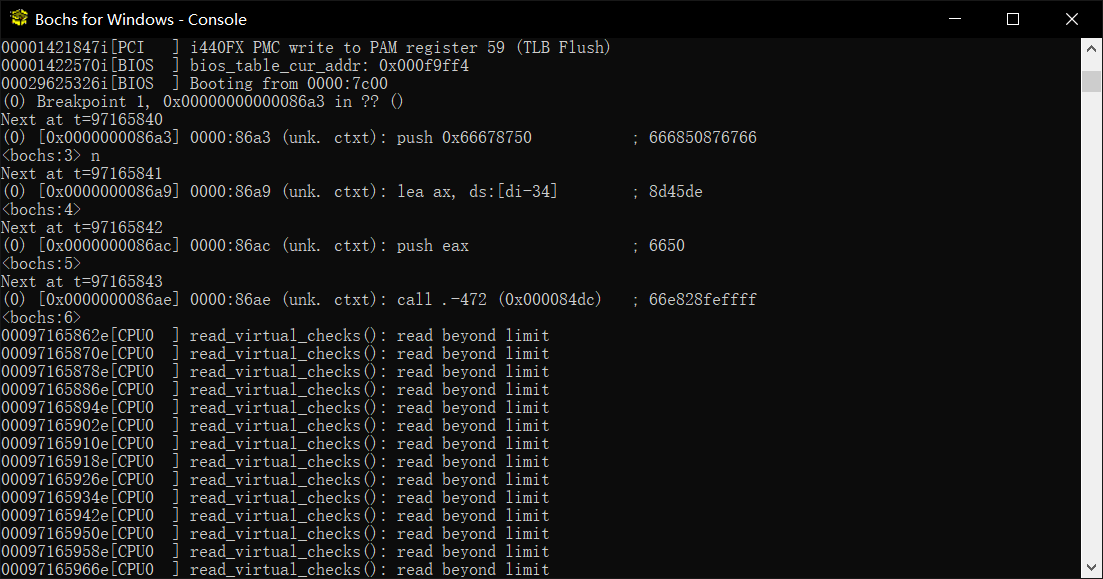 Bochs for Windows - Console
00001421847i[PCI   ] i440FX PMC write to PAM register 59 (TLB Flush)
00001422570i[BIOS  ] bios_table_cur_addr: 0x000f9ff4
00029625326i[BIOS  ] Booting from 0000:7c00
(0) Breakpoint 1, 0x00000000000086a3 in ?? ()
Next at t=97165840
(0) [0x0000000086a3] 0000:86a3 (unk. ctxt): push 0x66678750           ; 666850876766
<bochs:3> n
Next at t=97165841
(0) [0x0000000086a9] 0000:86a9 (unk. ctxt): lea ax, ds:[di-34]        ; 8d45de
<bochs:4>
Next at t=97165842
(0) [0x0000000086ac] 0000:86ac (unk. ctxt): push eax                  ; 6650
<bochs:5>
Next at t=97165843
(0) [0x0000000086ae] 0000:86ae (unk. ctxt): call .-472 (0x000084dc)   ; 66e828feffff
<bochs:6>
00097165862e[CPU0  ] read_virtual_checks(): read beyond limit
00097165870e[CPU0  ] read_virtual_checks(): read beyond limit
00097165878e[CPU0  ] read_virtual_checks(): read beyond limit
00097165886e[CPU0  ] read_virtual_checks(): read beyond limit
00097165894e[CPU0  ] read_virtual_checks(): read beyond limit
00097165902e[CPU0  ] read_virtual_checks(): read beyond limit
00097165910e[CPU0  ] read_virtual_checks(): read beyond limit
00097165918e[CPU0  ] read_virtual_checks(): read beyond limit
00097165926e[CPU0  ] read_virtual_checks(): read beyond limit
00097165934e[CPU0  ] read_virtual_checks(): read beyond limit
00097165942e[CPU0  ] read_virtual_checks(): read beyond limit
00097165950e[CPU0  ] read_virtual_checks(): read beyond limit
00097165958e[CPU0  ] read_virtual_checks(): read beyond limit
00097165966e[CPU0  ] read_virtual_checks(): read beyond limit